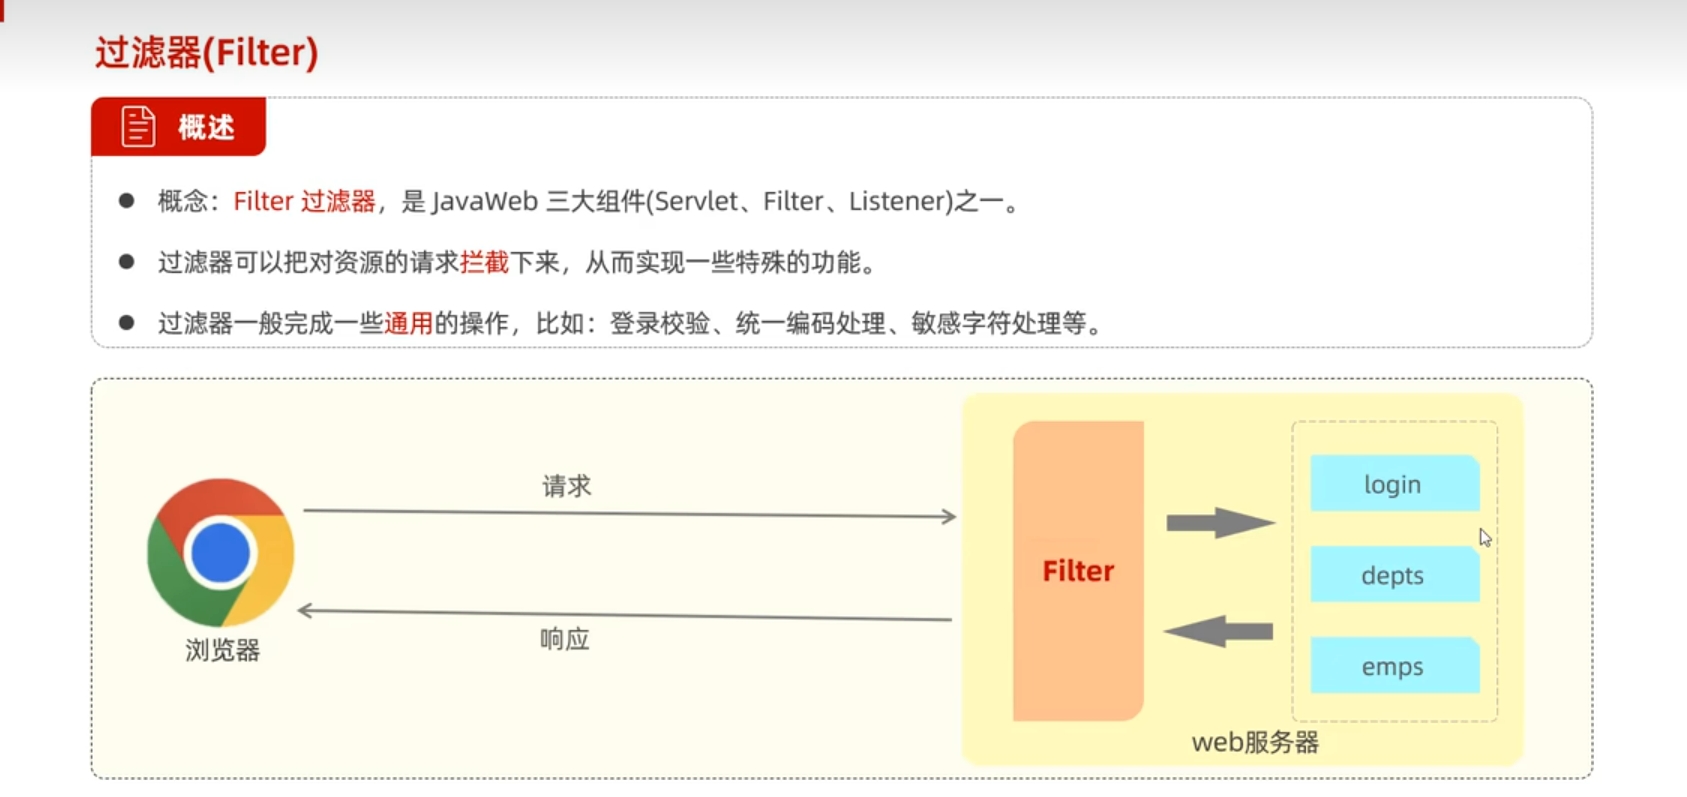 过滤器(Filter)
概述
概念：Filter 过滤器，是 JavaWeb 三大组件(Servlet、Filter、Listener)之一。
过滤器可以把对资源的请求拦截下来，从而实现一些特殊的功能。
过滤器一般完成一些通用的操作，比如：登录校验、统一编码处理、敏感字符处理等。
请求
响应
浏览器
Filter
login
depts
emps
web服务器